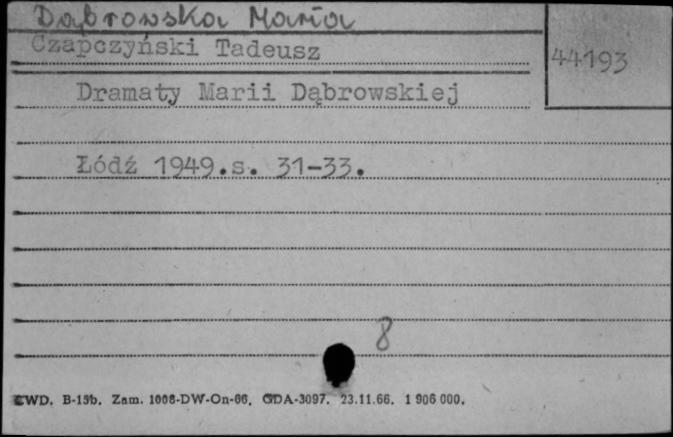 Dąbrowska Maria
Czapczyński Tadeusz
44193
Dramaty Marii Dąbrowskiej
Łódź 1949.s. 31-33.
8
CWD. B-15b. Zam. 1008-DW-On-66. GDA-3097. 23.11.66. 1 906 000.